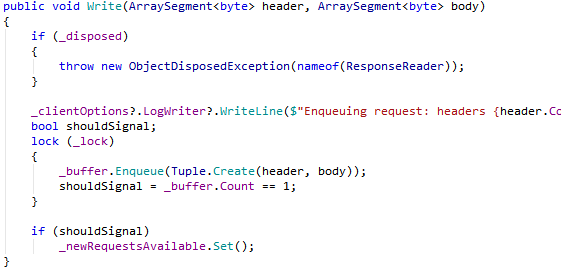 public void Write(ArraySegment<byte> header, ArraySegment<byte> body)
{
    if (_disposed)
    {
        throw new ObjectDisposedException(nameof(ResponseReader));
    }

    _clientOptions?.LogWriter?.WriteLine($"Enqueuing request: headers {header.Co
    bool shouldSignal;
    lock (_lock)
    {
        _buffer.Enqueue(Tuple.Create(header, body));
        shouldSignal = _buffer.Count == 1;
    }

    if (shouldSignal)
        _newRequestsAvailable.Set();
}